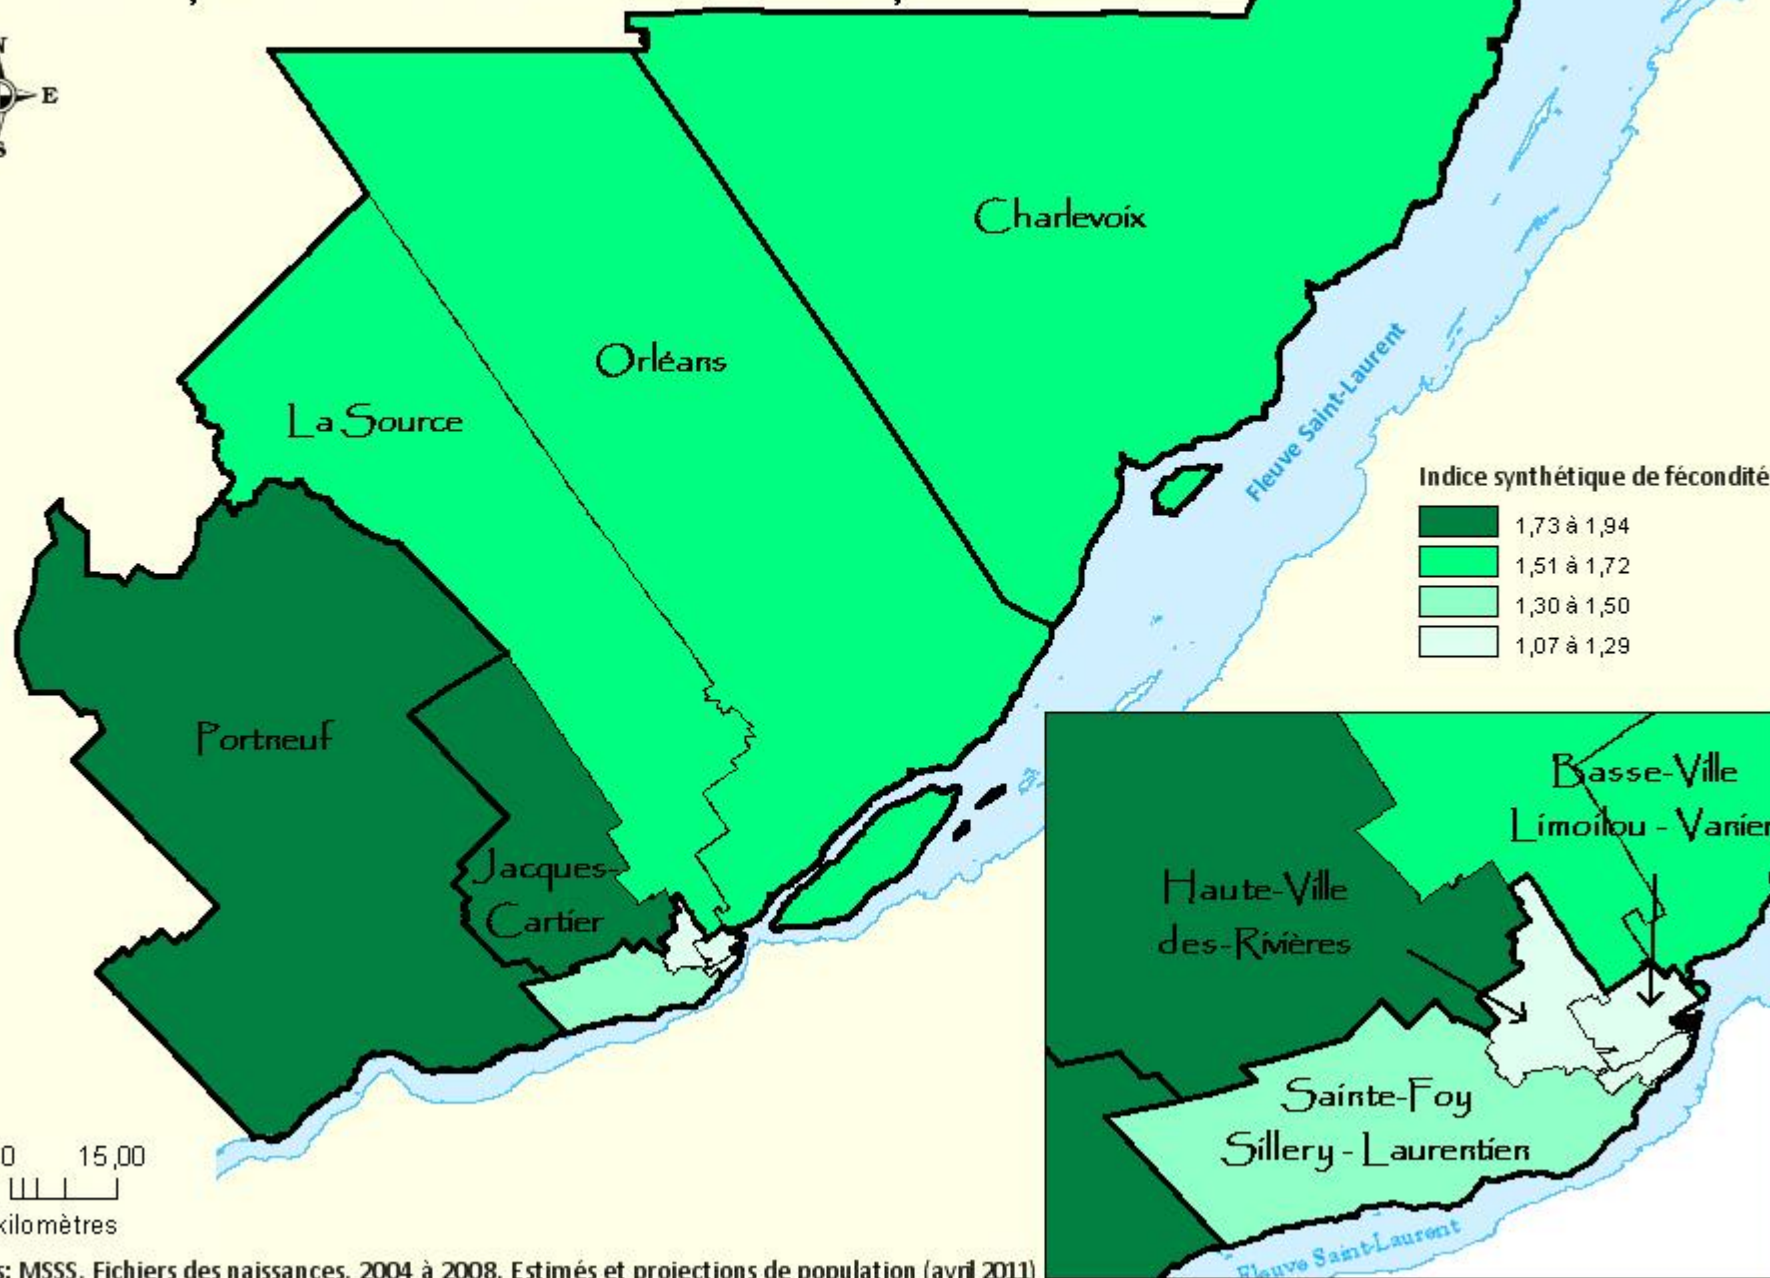 E
Charlevoix
Orléans
La Source
Fleuve Saint-Laurent
Indice synthétique de fécondité
1,73 à 1,94
1,51 à 1,72
1,30 à 1,50
1,07 à 1,29
Portneuf
Jacques-
Cartier
Basse-Ville
Limoilou - Vanier
Haute-Ville
des-Rivières
Sainte-Foy
Sillery - Laurentien
Fleuve Saint-Laurent
0 15,00
kilomètres
MSSS, Fichiers des naissances, 2004 à 2008, Estimés et projections de population (avril 2011)